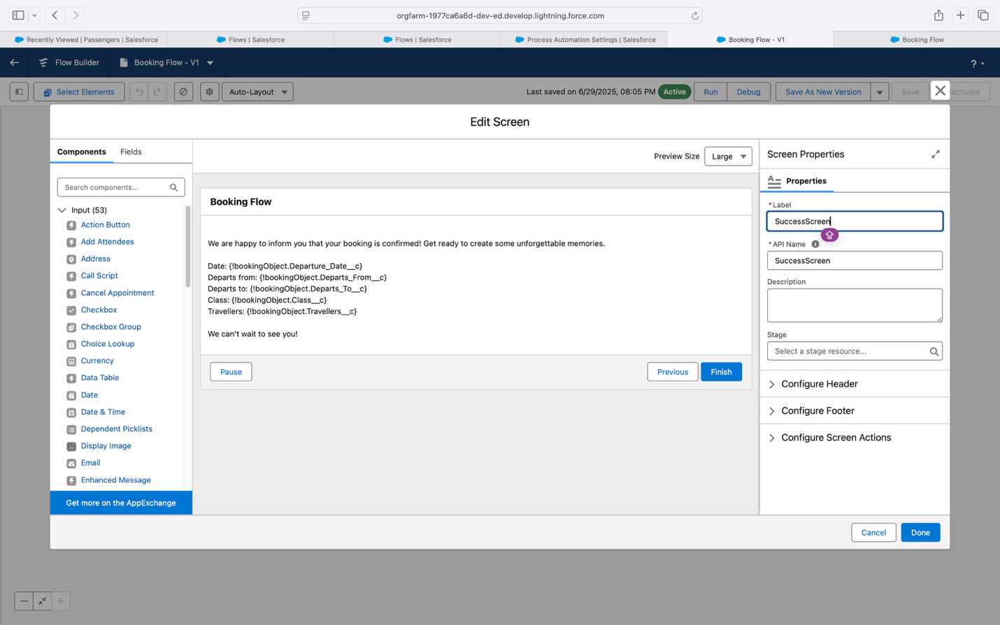 orgfarm-1977ca6a6d-dev-ed.develop.lightning.force.com
Recently Viewed | Passengers | Salesforce
Flows | Salesforce
Flows | Salesforce
Process Automation Settings | Salesforce
Booking Flow - V1
Booking Flow
Flow Builder
Booking Flow - V1
?
Select Elements
Auto-Layout
Last saved on 6/29/2025, 08:05 PM
Active
Run
Debug
Save As New Version
Save
activate
Edit Screen
Components
Fields
Search components...
Input (53)
Action Button
Add Attendees
Address
Call Script
Cancel Appointment
Checkbox
Checkbox Group
Choice Lookup
Currency
Data Table
Date
Date & Time
Dependent Picklists
Display Image
Email
Enhanced Message
Get more on the AppExchange
Preview Size
Large
Booking Flow
We are happy to inform you that your booking is confirmed! Get ready to create some unforgettable memories.
Date: {!bookingObject.Departure_Date__c}
Departs from: {!bookingObject.Departs_From__c}
Departs to: {!bookingObject.Departs_To__c}
Class: {!bookingObject.Class__c}
Travellers: {!bookingObject.Travellers__c}
We can't wait to see you!
Pause
Previous
Finish
Screen Properties
Properties
* Label
SuccessScreen
* API Name
SuccessScreen
Description
Stage
Select a stage resource...
Configure Header
Configure Footer
Configure Screen Actions
Cancel
Done